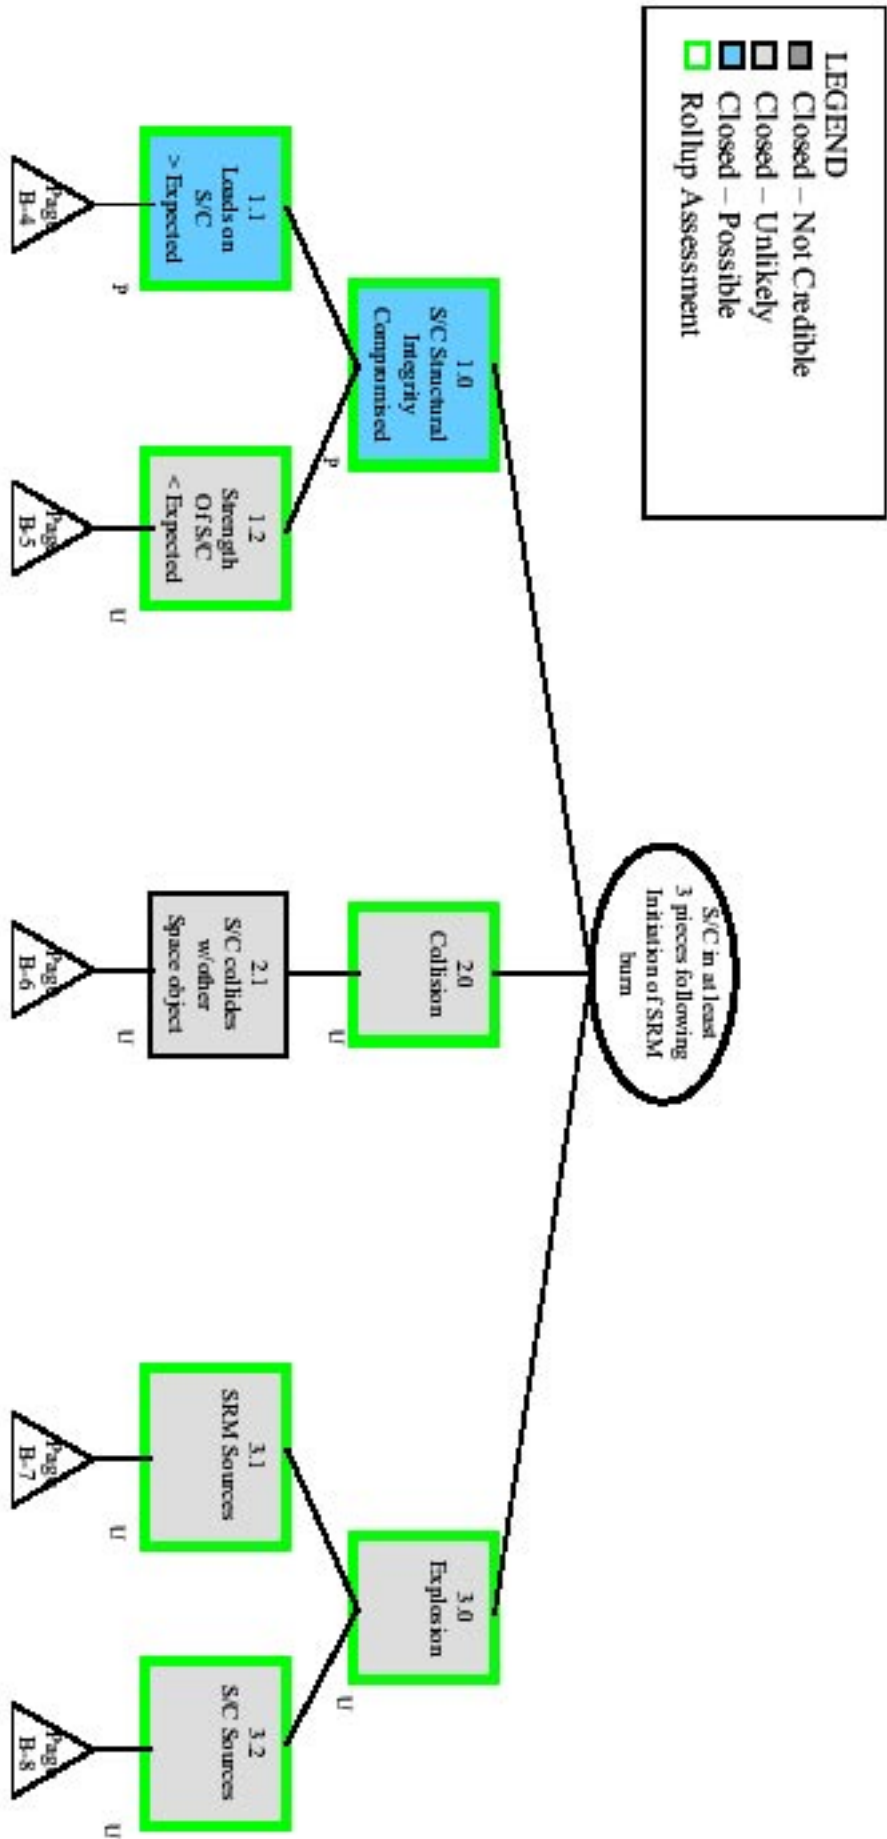 LEGEND
Closed – Not Credible
Closed – Unlikely
Closed – Possible
Rollup Assessment
S/C in at least
3 pieces following
Initiation of SRM
burn
1.0
S/C Structural
Integrity
Compromised
P
2.0
Collision
U
3.0
Explosion
U
1.1
Loads on
S/C
> Expected
P
1.2
Strength
Of S/C
< Expected
U
2.1
S/C collides
w/other
Space object
U
3.1
SRM Sources
U
3.2
S/C Sources
U
Page
B-4
Page
B-5
Page
B-6
Page
B-7
Page
B-8